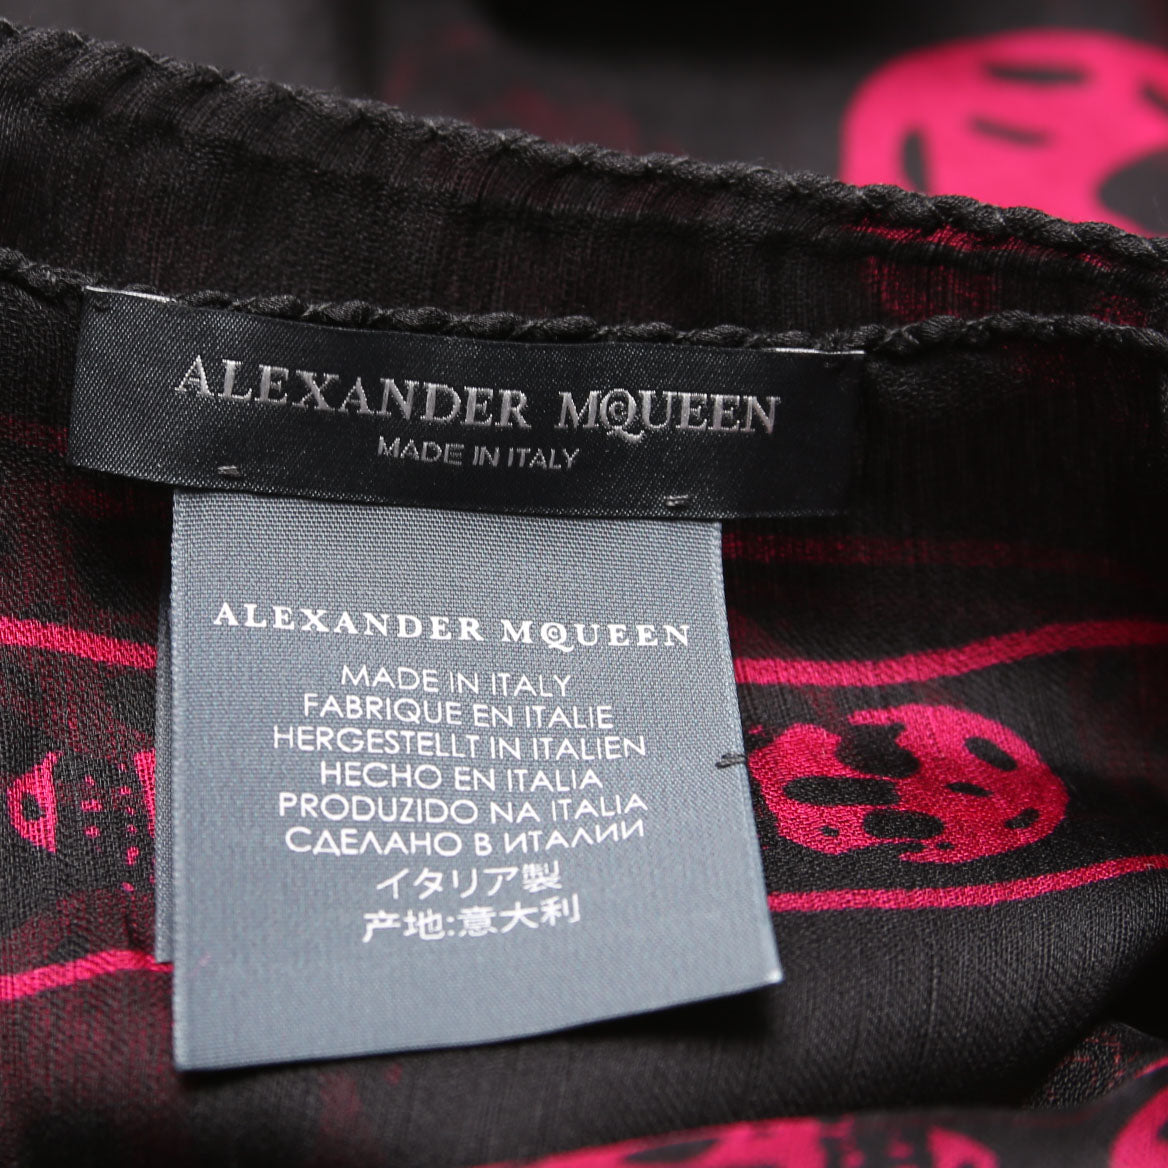 ALEXANDER MCQUEEN
MADE IN ITALY
ALEXANDER MCQUEEN
MADE IN ITALY
FABRIQUE EN ITALIE
HERGESTELLT IN ITALIEN
HECHO EN ITALIA
PRODUZIDO NA ITALIA
СДЕЛАНО В ИТАЛИИ
イタリア製
产地:意大利